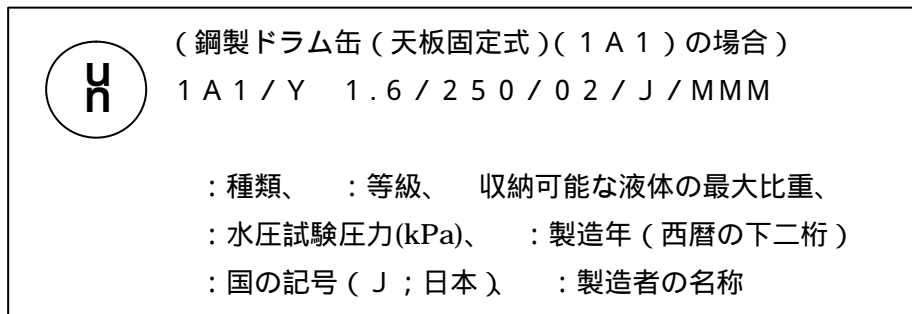 (鋼製ドラム缶(天板固定式)(1A1)の場合)
un
1A1/Y 1.6/250/02/J/MMM
:種類、 :等級、 収納可能な液体の最大比重、
:水圧試験圧力(kPa)、 :製造年(西暦の下二桁)
:国の記号(J;日本)、 :製造者の名称